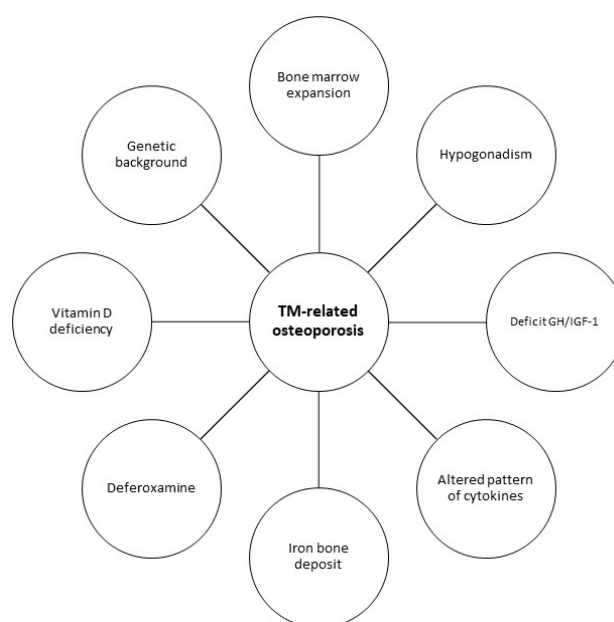 Bone marrow
expansion
Genetic
background
Hypogonadism
Vitamin D
deficiency
TM-related
osteoporosis
Deficit GH/IGF-1
Deferoxamine
Altered pattern
of cytokines
Iron bone
deposit